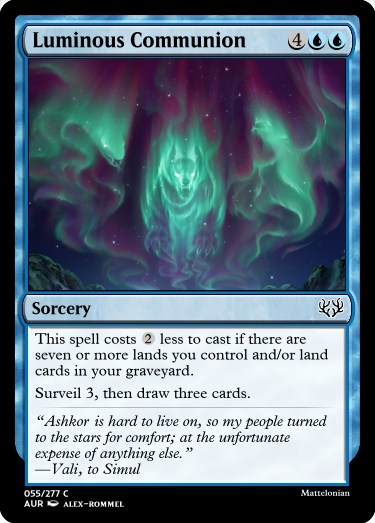 Luminous Communion 4
Sorcery
This spell costs 2 less to cast if there are
seven or more lands you control and/or land
cards in your graveyard.
Surveil 3, then draw three cards.
“Ashkor is hard to live on, so my people turned
to the stars for comfort; at the unfortunate
expense of anything else.”
—Vali, to Simul
055/277 C
Mattelonian
AUR ALEX-ROMMEL